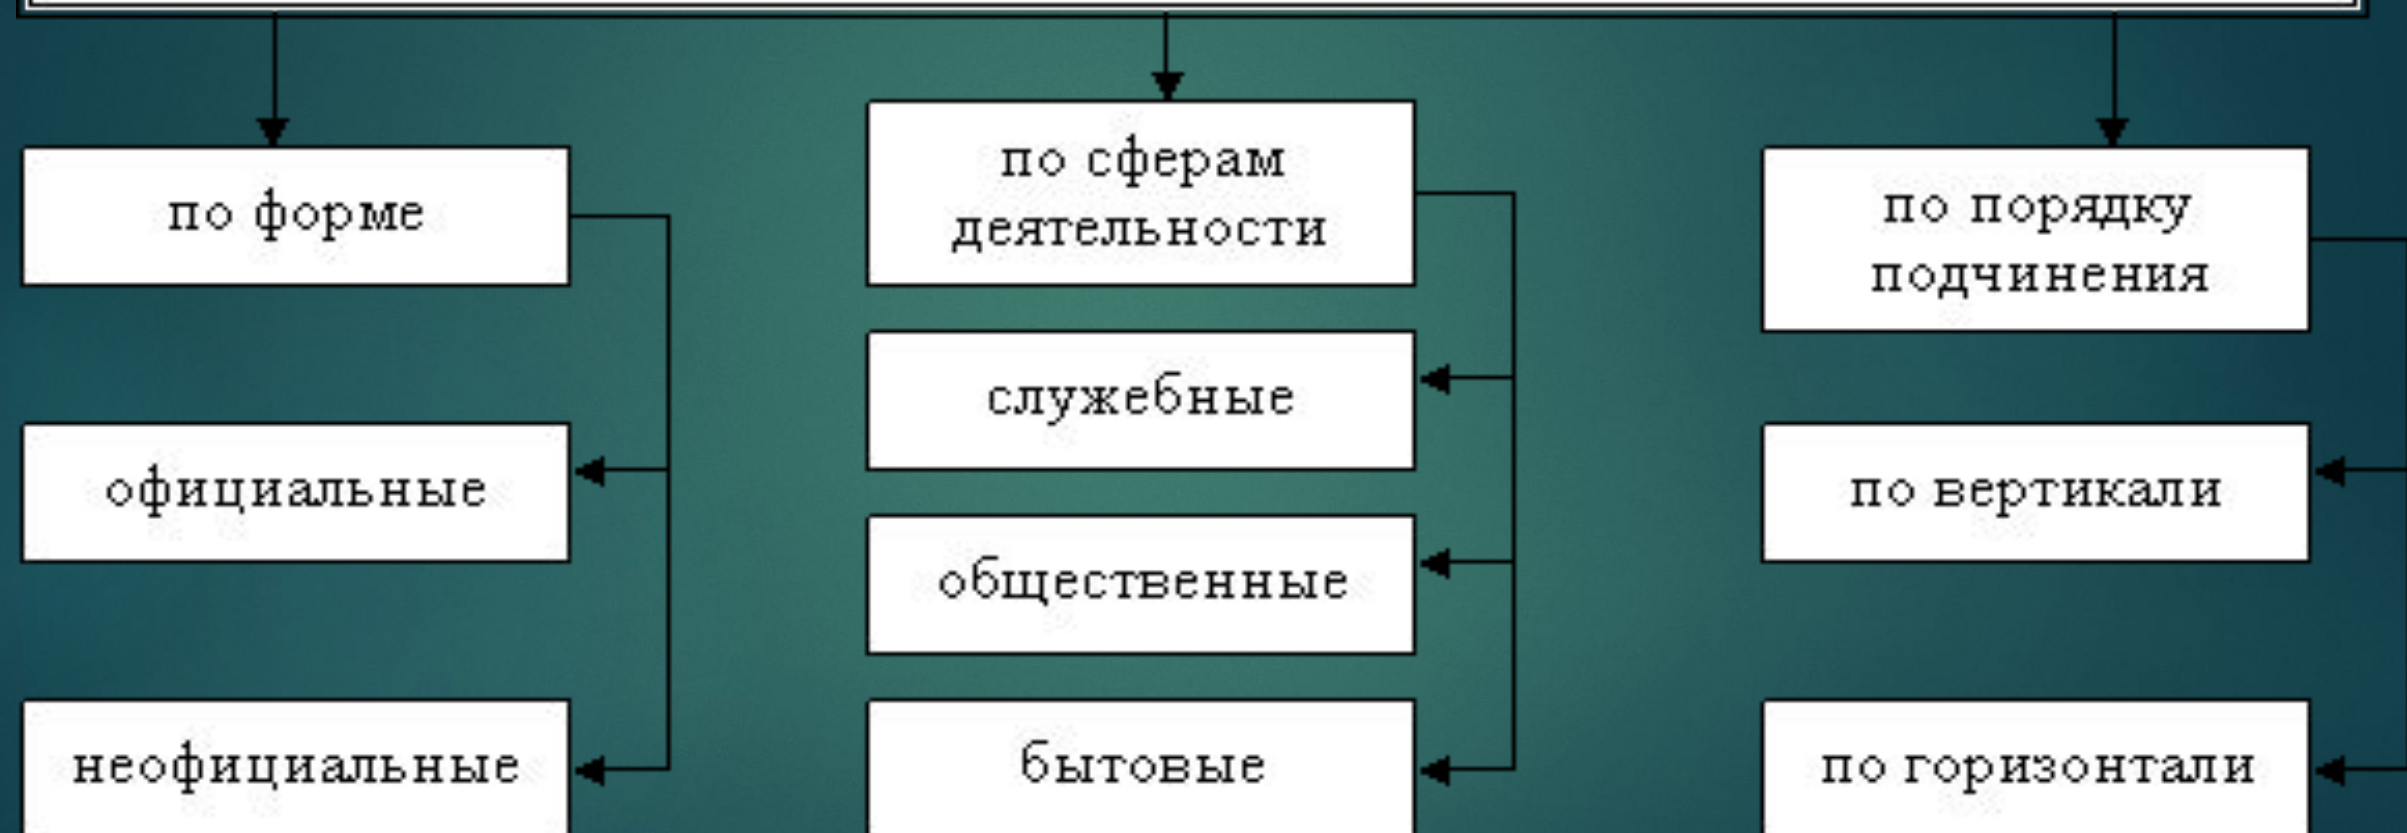 по форме
официальные
неофициальные
по сферам
деятельности
служебные
общественные
бытовые
по порядку
подчинения
по вертикали
по горизонтали